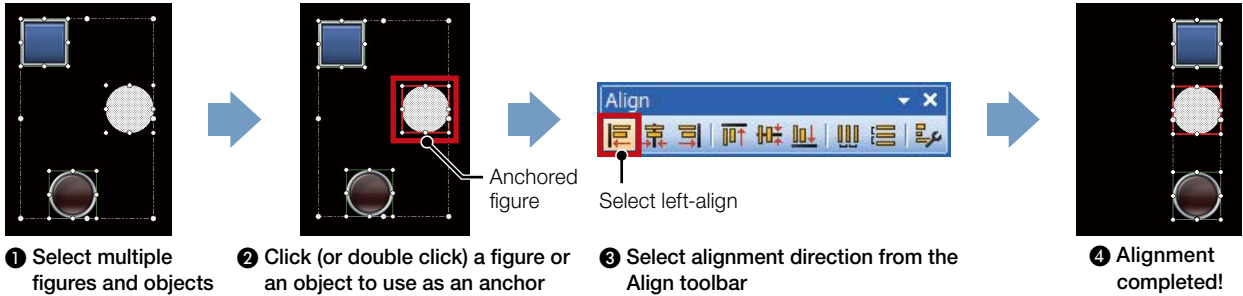 Align
Anchored
figure
Select left-align
❶ Select multiple
figures and objects
❷ Click (or double click) a figure or
an object to use as an anchor
❸ Select alignment direction from the
Align toolbar
❹ Alignment
completed!